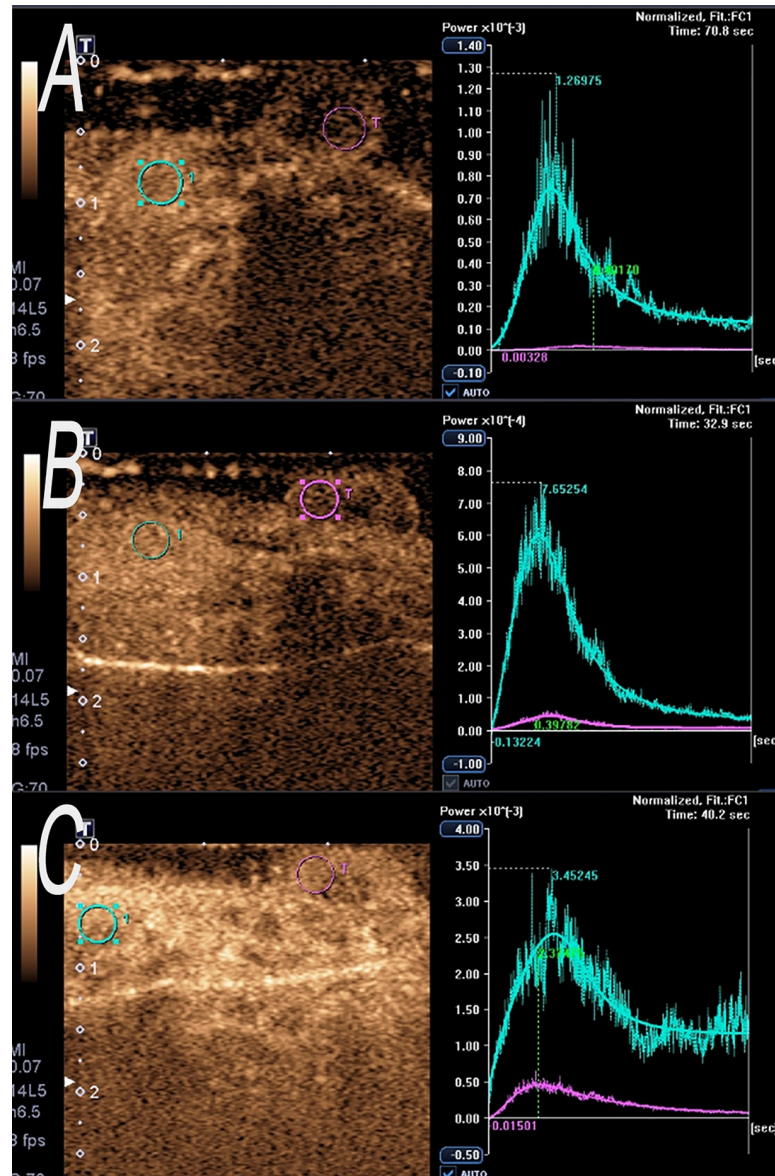 A
T
0
1
T
1
2
MI
0.07
14L5
h6.5
8 fps
G:70
Normalized, Fit.:FC1
Time: 70.8 sec
Power x10^(-3)
1.40
1.30
1.20
1.10
1.00
0.90
0.80
0.70
0.60
0.50
0.40
0.30
0.20
0.10
0.00
-0.10
1.26975
0.00328
[sec
AUTO
B
T
0
1
T
1
2
MI
0.07
14L5
h6.5
8 fps
G:70
Normalized, Fit.:FC1
Time: 32.9 sec
Power x10^(-4)
9.00
8.00
7.00
6.00
5.00
4.00
3.00
2.00
1.00
0.00
-1.00
7.65254
0.39782
-0.13224
[sec
AUTO
C
T
0
T
1
1
2
MI
0.07
14L5
h6.5
8 fps
Normalized, Fit.:FC1
Time: 40.2 sec
Power x10^(-3)
4.00
3.50
3.00
2.50
2.00
1.50
1.00
0.50
0.00
-0.50
3.45245
0.01501
[sec
AUTO